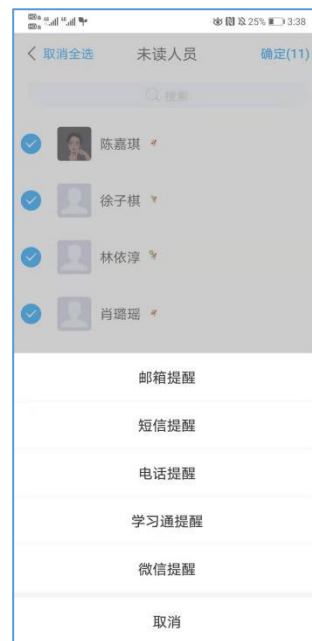 25% 3:38
取消全选 未读人员 确定(11)
搜索
陈嘉琪
徐子棋
林依淳
肖璐瑶
邮箱提醒
短信提醒
电话提醒
学习通提醒
微信提醒
取消